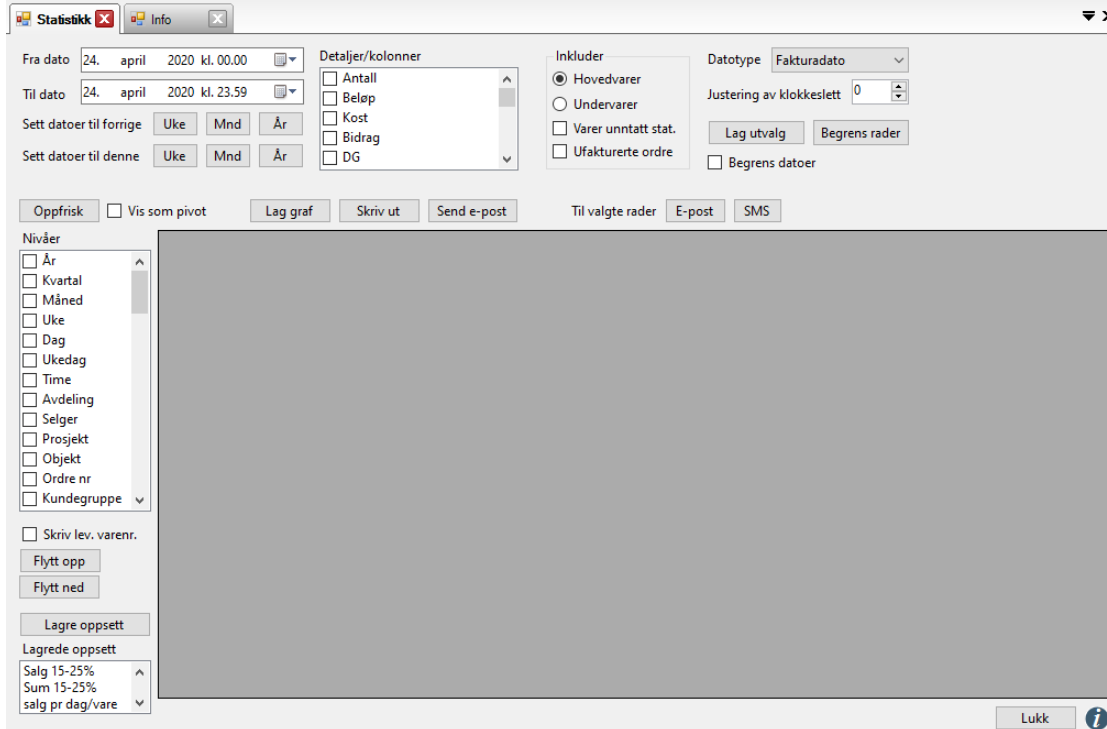 Statistikk Info
Fra dato 24. april 2020 kl. 00.00
Til dato 24. april 2020 kl. 23.59
Sett datoer til forrige Uke Mnd År
Sett datoer til denne Uke Mnd År
Detaljer/kolonner
Antall
Beløp
Kost
Bidrag
DG
Inkluder
Hovedvarer
Undervarer
Varer unntatt stat.
Ufakturerte ordre
Datotype Fakturadato
Justering av klokkeslett 0
Lag utvalg Begrens rader
Begrens datoer
Oppfrisk Vis som pivot Lag graf Skriv ut Send e-post Til valgte rader E-post SMS
Nivåer
År
Kvartal
Måned
Uke
Dag
Ukedag
Time
Avdeling
Selger
Prosjekt
Objekt
Ordre nr
Kundegruppe
Skriv lev. varenr.
Flytt opp
Flytt ned
Lagre oppsett
Lagrede oppsett
Salg 15-25%
Sum 15-25%
salg pr dag/vare
Lukk i